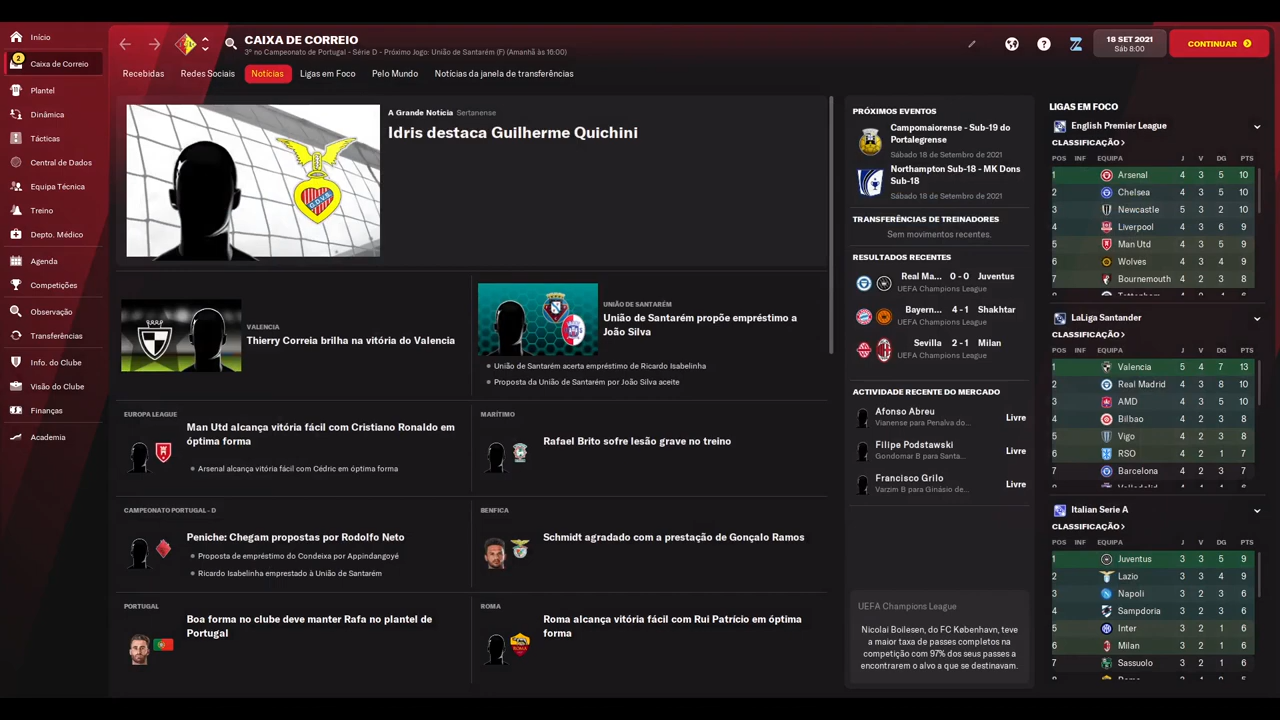 Início
2
Caixa de Correio
Plantel
Dinâmica
Tácticas
Central de Dados
Equipa Técnica
Treino
Depto. Médico
Agenda
Competições
Observação
Transferências
Info. do Clube
Visão do Clube
Finanças
Academia
CAIXA DE CORREIO
3º no Campeonato de Portugal - Série D - Próximo Jogo: União de Santarém (F) (Amanhã às 16:00)
18 SET 2021
Sáb 8:00
CONTINUAR
Recebidas Redes Sociais Notícias Ligas em Foco Pelo Mundo Notícias da janela de transferências
A Grande Notícia Sertanense
Idris destaca Guilherme Quichini
VALENCIA
Thierry Correia brilha na vitória do Valencia
UNIÃO DE SANTARÉM
União de Santarém propõe empréstimo a
João Silva
União de Santarém acerta empréstimo de Ricardo Isabelinha
Proposta da União de Santarém por João Silva aceite
EUROPA LEAGUE
Man Utd alcança vitória fácil com Cristiano Ronaldo em
óptima forma
Arsenal alcança vitória fácil com Cédric em óptima forma
MARÍTIMO
Rafael Brito sofre lesão grave no treino
CAMPEONATO PORTUGAL - D
Peniche: Chegam propostas por Rodolfo Neto
Proposta de empréstimo do Condeixa por Appindangoyé
Ricardo Isabelinha emprestado à União de Santarém
BENFICA
Schmidt agradado com a prestação de Gonçalo Ramos
PORTUGAL
Boa forma no clube deve manter Rafa no plantel de
Portugal
ROMA
Roma alcança vitória fácil com Rui Patrício em óptima
forma
PRÓXIMOS EVENTOS
Campomaiorense - Sub-19 do
Portalegrense
Sábado 18 de Setembro de 2021
Northampton Sub-18 - MK Dons
Sub-18
Sábado 18 de Setembro de 2021
TRANSFERÊNCIAS DE TREINADORES
Sem movimentos recentes.
RESULTADOS RECENTES
Real Ma... 0 - 0 Juventus
UEFA Champions League
Bayern... 4 - 1 Shakhtar
UEFA Champions League
Sevilla 2 - 1 Milan
UEFA Champions League
ACTIVIDADE RECENTE DO MERCADO
Afonso Abreu
Vianense para Penalva do...
Livre
Filipe Podstawski
Gondomar B para Santa...
Livre
Francisco Grilo
Varzim B para Ginásio de...
Livre
UEFA Champions League
Nicolai Boilesen, do FC København, teve
a maior taxa de passes completos na
competição com 97% dos seus passes a
encontrarem o alvo a que se destinavam.
LIGAS EM FOCO
English Premier League
CLASSIFICAÇÃO
POS INF EQUIPA J V DG PTS
1 Arsenal 4 3 5 10
2 Chelsea 4 3 5 10
3 Newcastle 5 3 2 10
4 Liverpool 4 3 6 9
5 Man Utd 4 3 5 9
6 Wolves 4 3 4 9
7 Bournemouth 4 2 3 8
LaLiga Santander
CLASSIFICAÇÃO
POS INF EQUIPA J V DG PTS
1 Valencia 5 4 7 13
2 Real Madrid 4 3 8 10
3 AMD 4 3 5 10
4 Bilbao 4 2 3 8
5 Vigo 4 2 3 8
6 RSO 4 2 1 7
7 Barcelona 4 2 3 7
Italian Serie A
CLASSIFICAÇÃO
POS INF EQUIPA J V DG PTS
1 Juventus 3 3 5 9
2 Lazio 3 3 4 9
3 Napoli 3 2 3 6
4 Sampdoria 3 2 3 6
5 Inter 3 2 1 6
6 Milan 3 2 1 6
7 Sassuolo 3 2 1 6